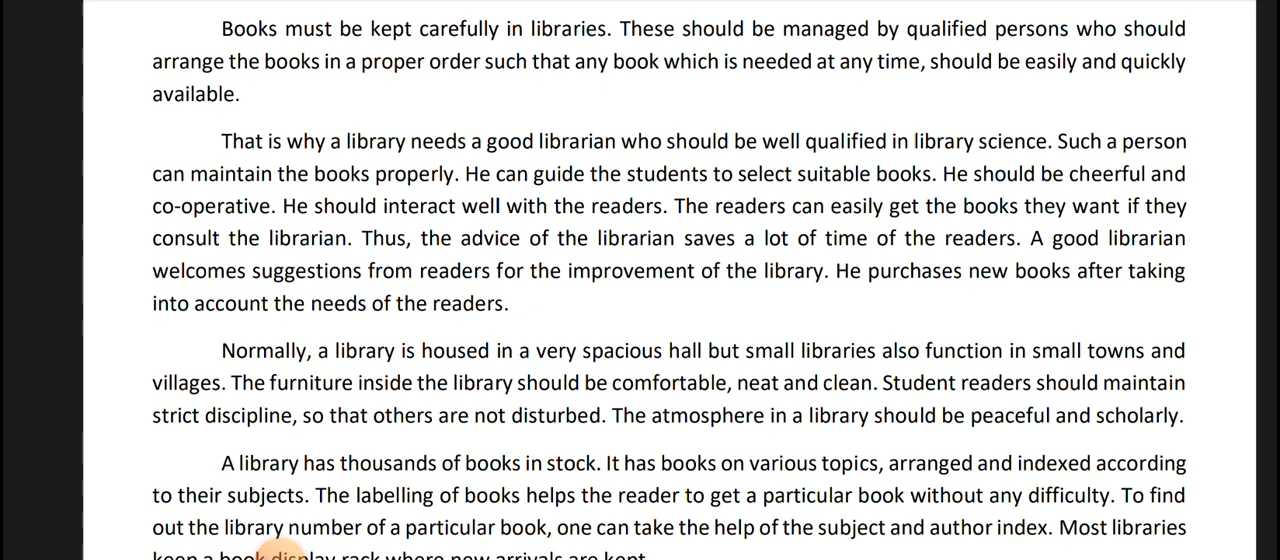 Books must be kept carefully in libraries. These should be managed by qualified persons who should
arrange the books in a proper order such that any book which is needed at any time, should be easily and quickly
available.
That is why a library needs a good librarian who should be well qualified in library science. Such a person
can maintain the books properly. He can guide the students to select suitable books. He should be cheerful and
co-operative. He should interact well with the readers. The readers can easily get the books they want if they
consult the librarian. Thus, the advice of the librarian saves a lot of time of the readers. A good librarian
welcomes suggestions from readers for the improvement of the library. He purchases new books after taking
into account the needs of the readers.
Normally, a library is housed in a very spacious hall but small libraries also function in small towns and
villages. The furniture inside the library should be comfortable, neat and clean. Student readers should maintain
strict discipline, so that others are not disturbed. The atmosphere in a library should be peaceful and scholarly.
A library has thousands of books in stock. It has books on various topics, arranged and indexed according
to their subjects. The labelling of books helps the reader to get a particular book without any difficulty. To find
out the library number of a particular book, one can take the help of the subject and author index. Most libraries
keep a book display rack where new arrivals are kept.